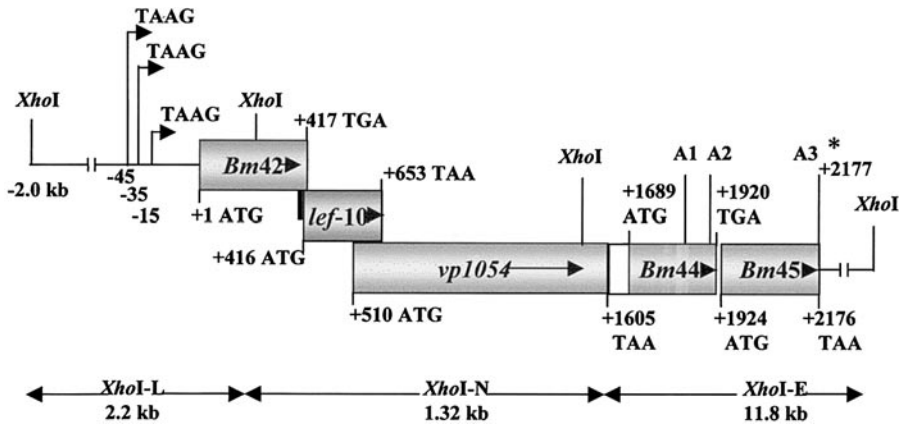 TAAG
TAAG
TAAG
XhoI
XhoI
+417 TGA
XhoI
A1 A2 A3 *
+2177
XhoI
-2.0 kb
-45
-35
-15
Bm42
+1 ATG
+653 TAA
lef-10
+416 ATG
+1689
ATG
+1920
TGA
vp1054
Bm44
Bm45
+510 ATG
+1605
TAA
+1924
ATG
+2176
TAA
XhoI-L
2.2 kb
XhoI-N
1.32 kb
XhoI-E
11.8 kb